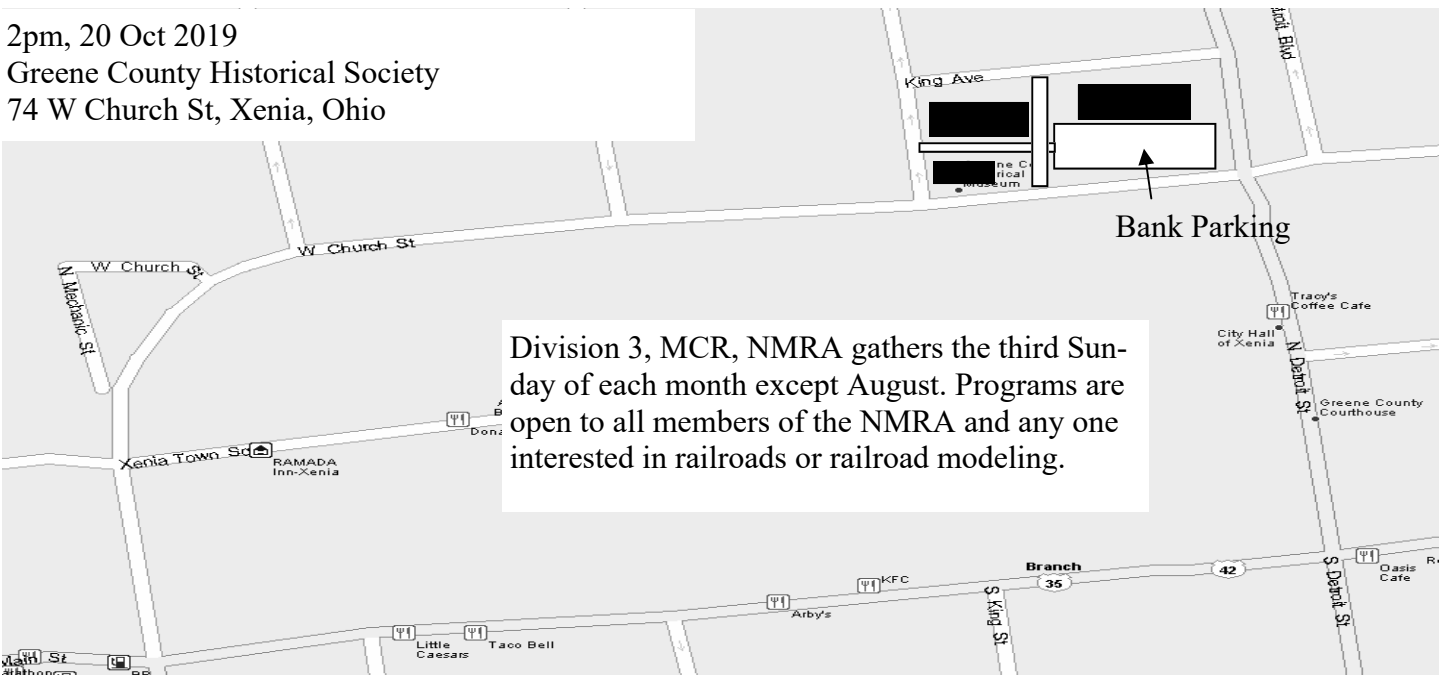 2pm, 20 Oct 2019
Greene County Historical Society
74 W Church St, Xenia, Ohio
Blvd
King Ave
Museum
Bank Parking
W Church St
W Church St
N Mechanic St
Tracy's
Coffee Cafe
City Hall
of Xenia
N Detroit St
Greene County
Courthouse
Division 3, MCR, NMRA gathers the third Sun-
day of each month except August. Programs are
open to all members of the NMRA and any one
interested in railroads or railroad modeling.
Xenia Town
RAMADA
Inn-Xenia
Branch
35
42
KFC
Arby's
Oasis
Cafe
S King St
S Detroit St
Little
Caesars
Taco Bell
Main St